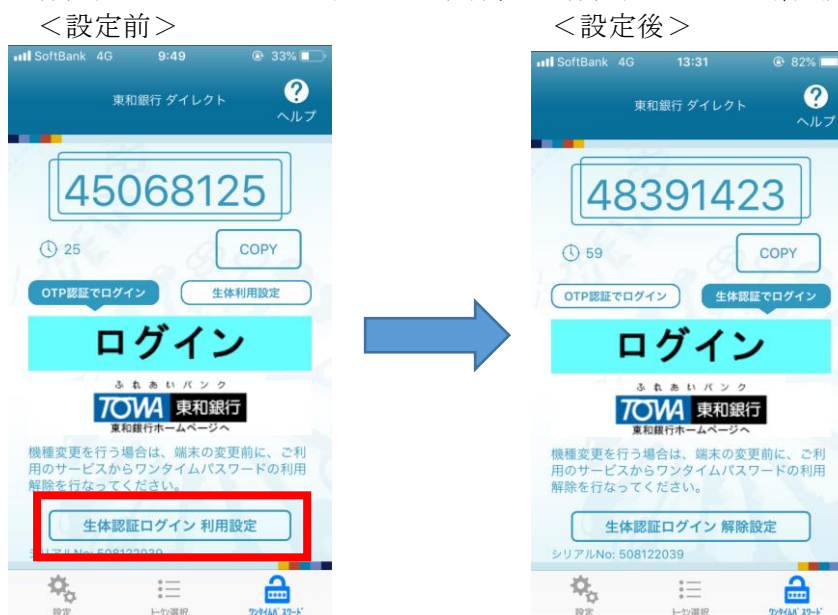 ＜設定前＞
SoftBank 4G 9:49 33%
東和銀行 ダイレクト
ヘルプ
45068125
25
COPY
OTP認証でログイン
生体利用設定
ログイン
ふれあいバンク
TOWA 東和銀行
東和銀行ホームページへ
機種変更を行う場合は、端末の変更前に、ご利
用のサービスからワンタイムパスワードの利用
解除を行なってください。
生体認証ログイン 利用設定
シリアルNo: 508122039
設定
トークン選択
ワンタイムパスワード
＜設定後＞
SoftBank 4G 13:31 82%
東和銀行 ダイレクト
ヘルプ
48391423
59
COPY
OTP認証でログイン
生体認証でログイン
ログイン
ふれあいバンク
TOWA 東和銀行
東和銀行ホームページへ
機種変更を行う場合は、端末の変更前に、ご利
用のサービスからワンタイムパスワードの利用
解除を行なってください。
生体認証ログイン 解除設定
シリアルNo: 508122039
設定
トークン選択
ワンタイムパスワード